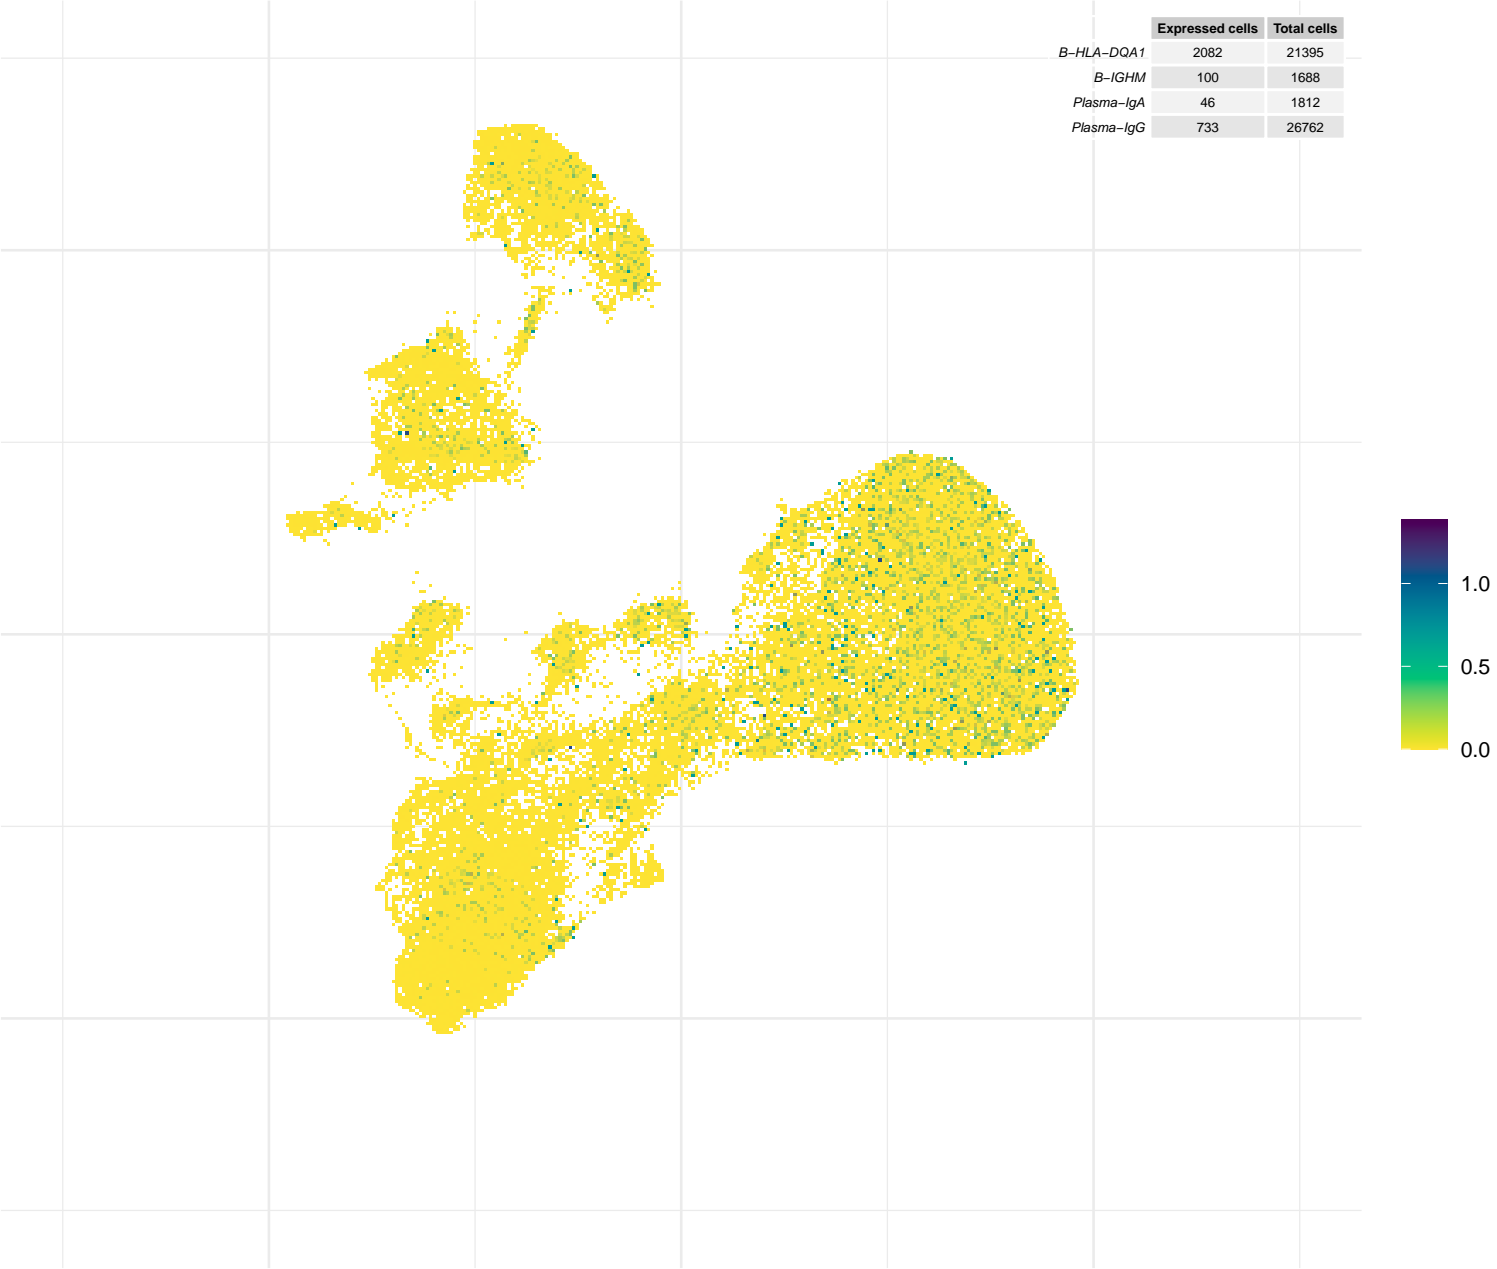 Expressed cells Total cells
B−HLA−DQA1 2082 21395
B−IGHM 100 1688
Plasma−IgA 46 1812
Plasma−IgG 733 26762
1.0
0.5
0.0